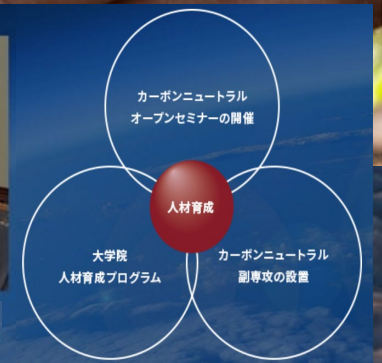 カーボンニュートラル
オープンセミナーの開催
人材育成
大学院
人材育成プログラム
カーボンニュートラル
副専攻の設置